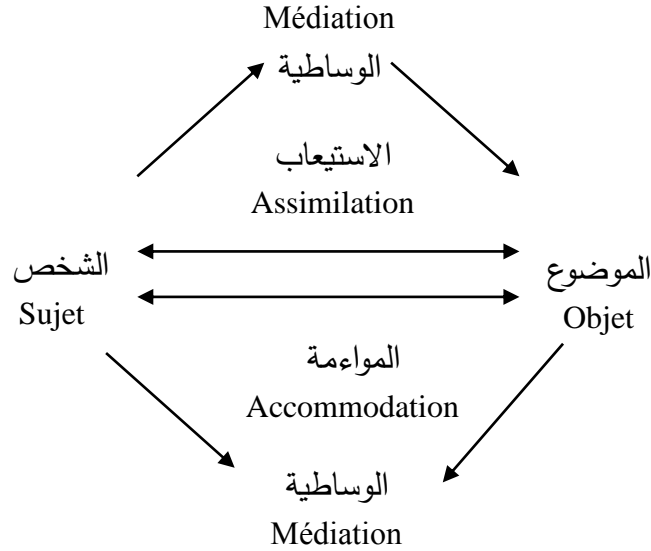 Médiation
الوساطية
الاستيعاب
Assimilation
الشخص
Sujet
الموضوع
Objet
المواءمة
Accommodation
الوساطية
Médiation